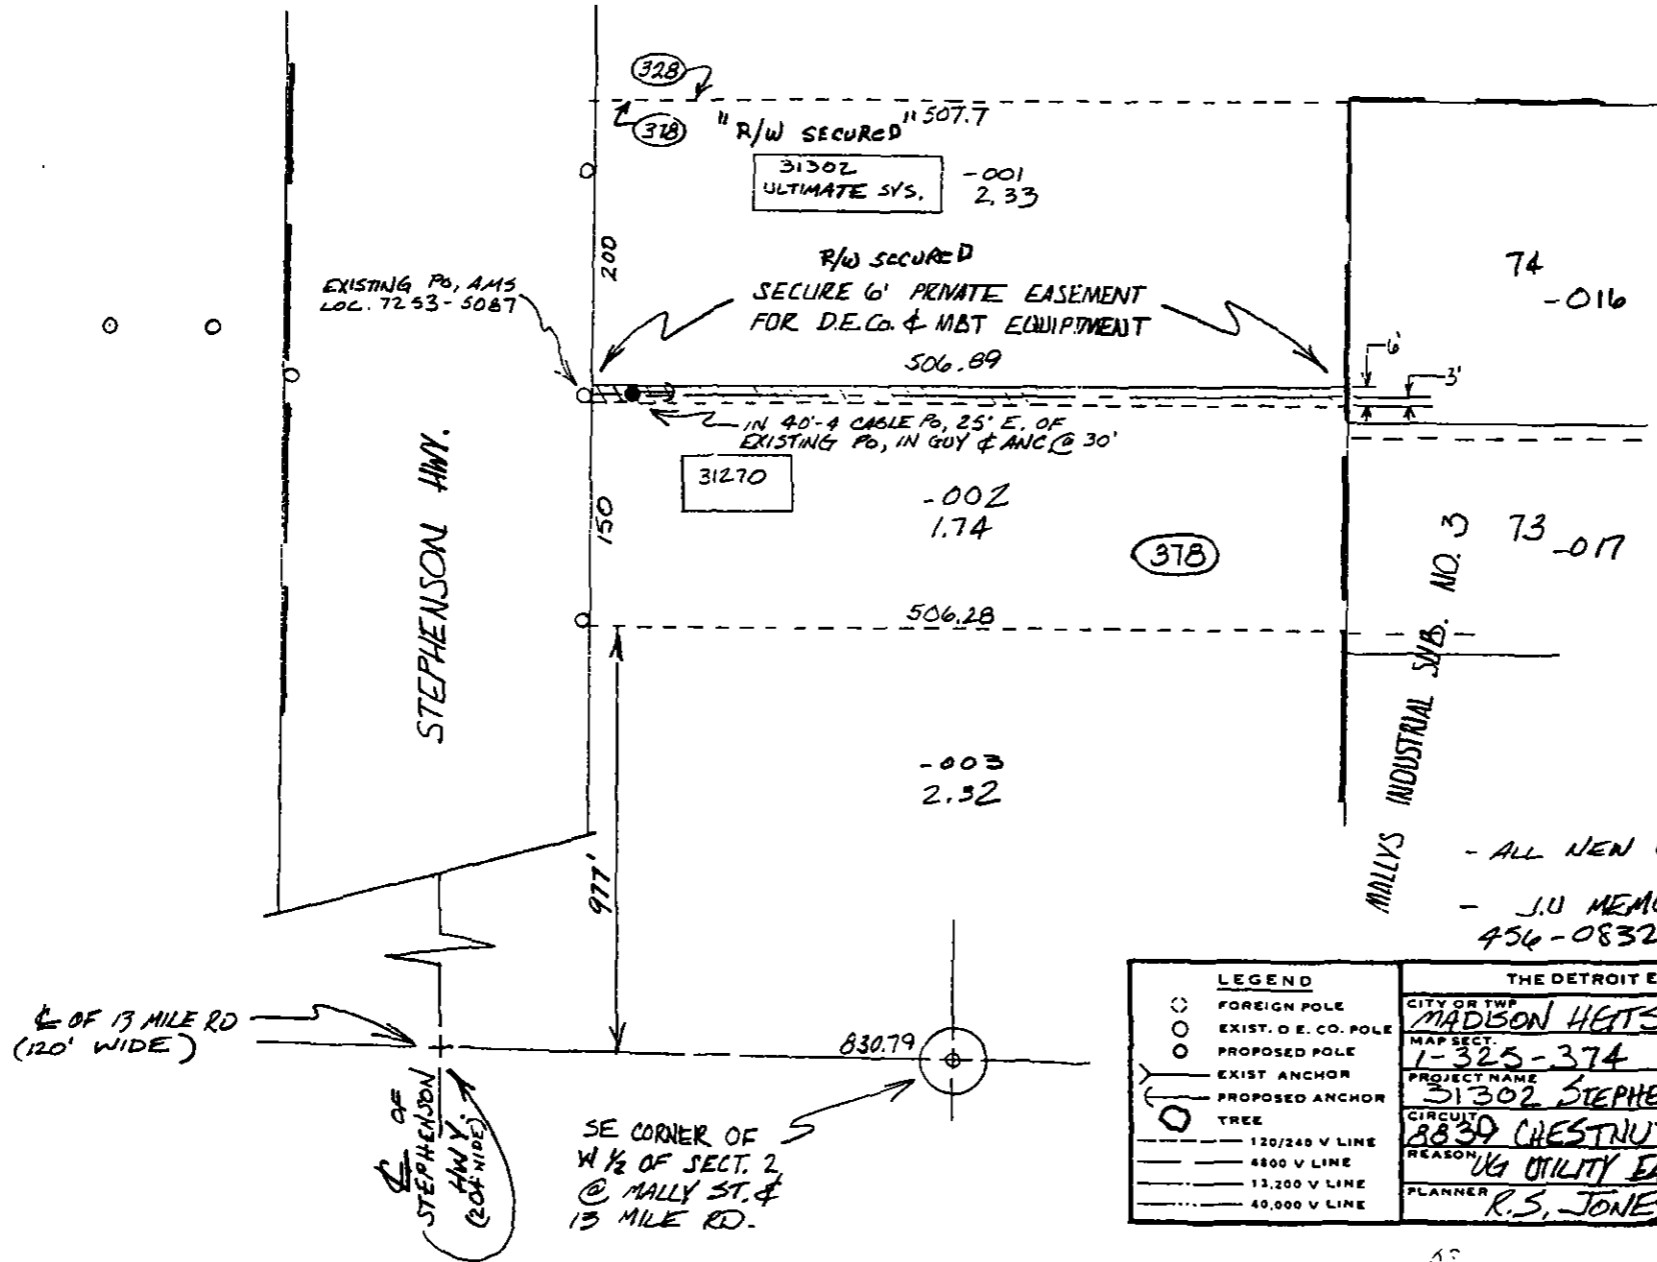 328
318
"R/W SECURED"
507.7
31302
ULTIMATE SYS.
-001
2.33
200
R/W SECURED
SECURE 6' PRIVATE EASEMENT
FOR D.E.Co. & MBT EQUIPTMENT
EXISTING PO, AMS
LOC. 7253-5087
506.89
74
-016
6'
3'
IN 40'-4 CABLE PO, 25' E. OF
EXISTING PO, IN GUY & ANC @ 30'
31270
-002
1.74
150
378
STEPHENSON HWY.
73
-017
506.28
MALLYS INDUSTRIAL SUB. NO. 3
-003
2.32
977'
- ALL NEW
- J.U MEMO
456-0832
℄ OF 13 MILE RD
(120' WIDE)
830.79
℄ OF
STEPHENSON
HWY.
(204' WIDE)
SE CORNER OF
W ½ OF SECT. 2
@ MALLY ST. &
13 MILE RD.
LEGEND
FOREIGN POLE
EXIST. D E. CO. POLE
PROPOSED POLE
EXIST ANCHOR
PROPOSED ANCHOR
TREE
120/240 V LINE
4800 V LINE
13,200 V LINE
40,000 V LINE
THE DETROIT E
CITY OR TWP
MADISON HGTS
MAP SECT.
1-325-374
PROJECT NAME
31302 STEPHE
CIRCUIT
8839 CHESTNUT
REASON
UG UTILITY EA
PLANNER
R.S. JONES